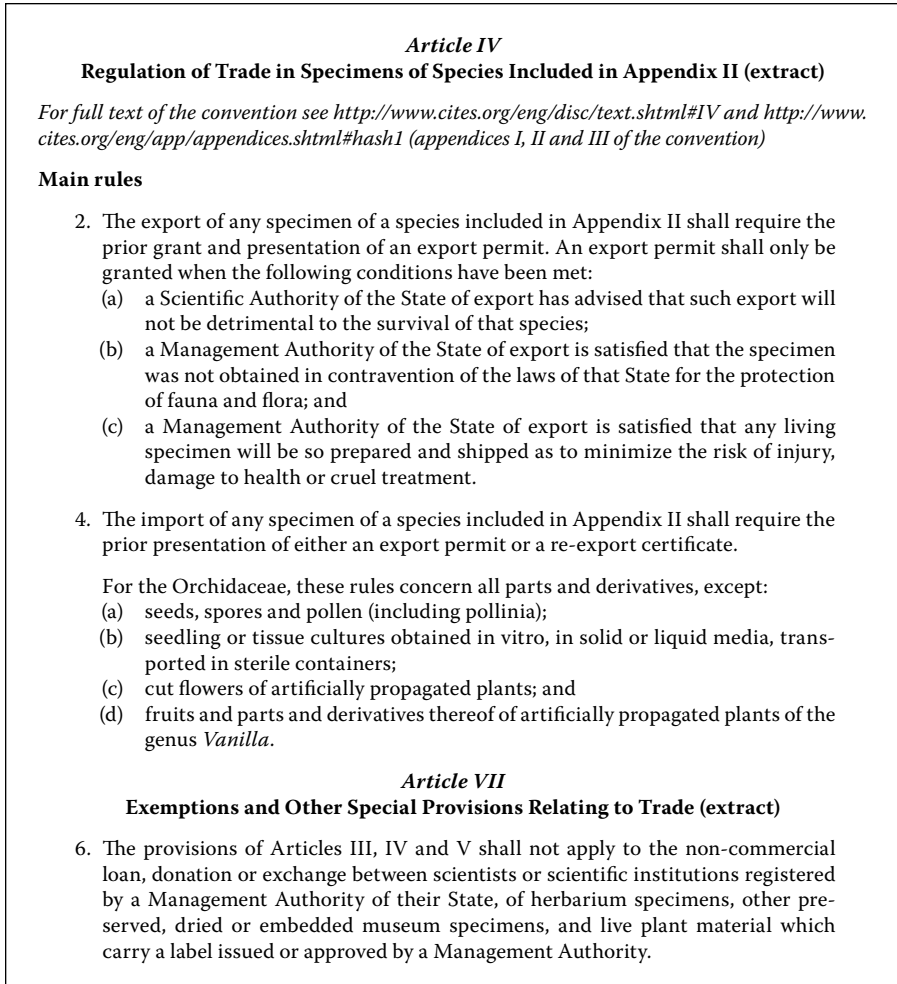 Article IV
Regulation of Trade in Specimens of Species Included in Appendix II (extract)
For full text of the convention see http://www.cites.org/eng/disc/text.shtml#IV and http://www.
cites.org/eng/app/appendices.shtml#hash1 (appendices I, II and III of the convention)
Main rules
2. The export of any specimen of a species included in Appendix II shall require the
prior grant and presentation of an export permit. An export permit shall only be
granted when the following conditions have been met:
(a) a Scientific Authority of the State of export has advised that such export will
not be detrimental to the survival of that species;
(b) a Management Authority of the State of export is satisfied that the specimen
was not obtained in contravention of the laws of that State for the protection
of fauna and flora; and
(c) a Management Authority of the State of export is satisfied that any living
specimen will be so prepared and shipped as to minimize the risk of injury,
damage to health or cruel treatment.
4. The import of any specimen of a species included in Appendix II shall require the
prior presentation of either an export permit or a re-export certificate.
For the Orchidaceae, these rules concern all parts and derivatives, except:
(a) seeds, spores and pollen (including pollinia);
(b) seedling or tissue cultures obtained in vitro, in solid or liquid media, trans-
ported in sterile containers;
(c) cut flowers of artificially propagated plants; and
(d) fruits and parts and derivatives thereof of artificially propagated plants of the
genus Vanilla.
Article VII
Exemptions and Other Special Provisions Relating to Trade (extract)
6. The provisions of Articles III, IV and V shall not apply to the non-commercial
loan, donation or exchange between scientists or scientific institutions registered
by a Management Authority of their State, of herbarium specimens, other pre-
served, dried or embedded museum specimens, and live plant material which
carry a label issued or approved by a Management Authority.